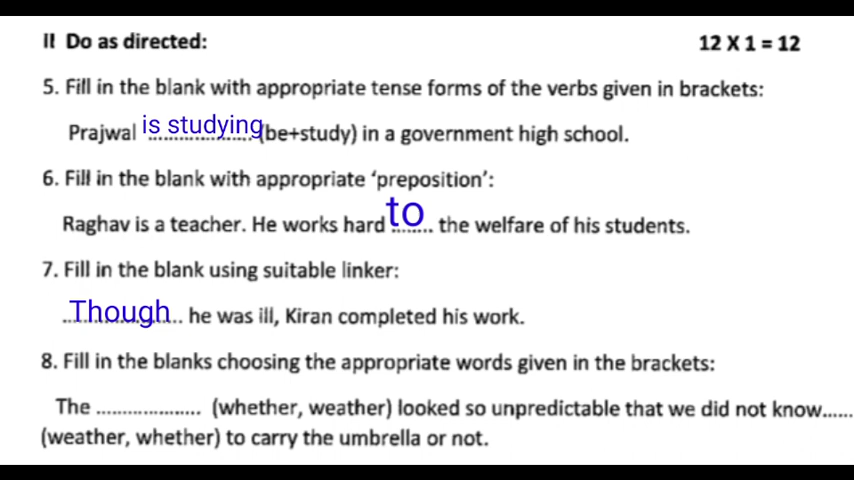 II Do as directed: 12 X 1 = 12
5. Fill in the blank with appropriate tense forms of the verbs given in brackets:
Prajwal is studying (be+study) in a government high school.
6. Fill in the blank with appropriate ‘preposition’:
Raghav is a teacher. He works hard to the welfare of his students.
7. Fill in the blank using suitable linker:
Though he was ill, Kiran completed his work.
8. Fill in the blanks choosing the appropriate words given in the brackets:
The .................... (whether, weather) looked so unpredictable that we did not know......
(weather, whether) to carry the umbrella or not.